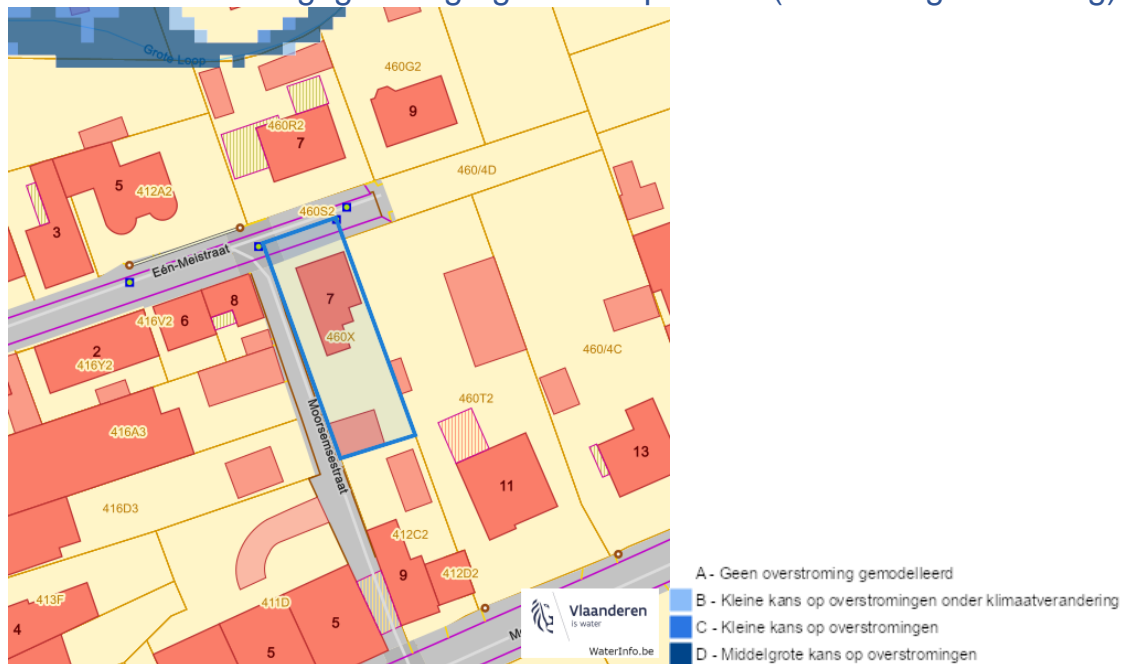 Grote Loop
460G2
9
460R2
7
460/4D
5
412A2
460S2
3
Eén-Meistraat
8
7
416V2
6
460X
2
416Y2
460/4C
Moorsemsestraat
460T2
416A3
13
11
416D3
412C2
9
412D2
413F
411D
5
4
5
Vlaanderen
is water
WaterInfo.be
A - Geen overstroming gemodelleerd
B - Kleine kans op overstromingen onder klimaatverandering
C - Kleine kans op overstromingen
D - Middelgrote kans op overstromingen